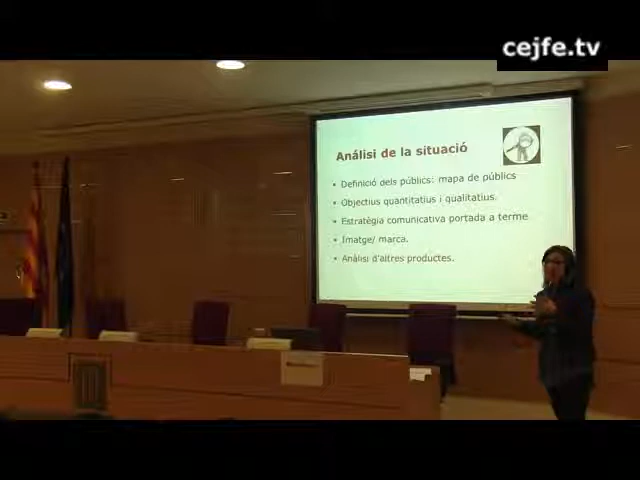 cejfe.tv
Análisi de la situació
• Definició dels públics: mapa de públics
• Objectius quantitatius i qualitatius.
• Estratègia comunicativa portada a terme
• Imatge/ marca.
• Anàlisi d'altres productes.